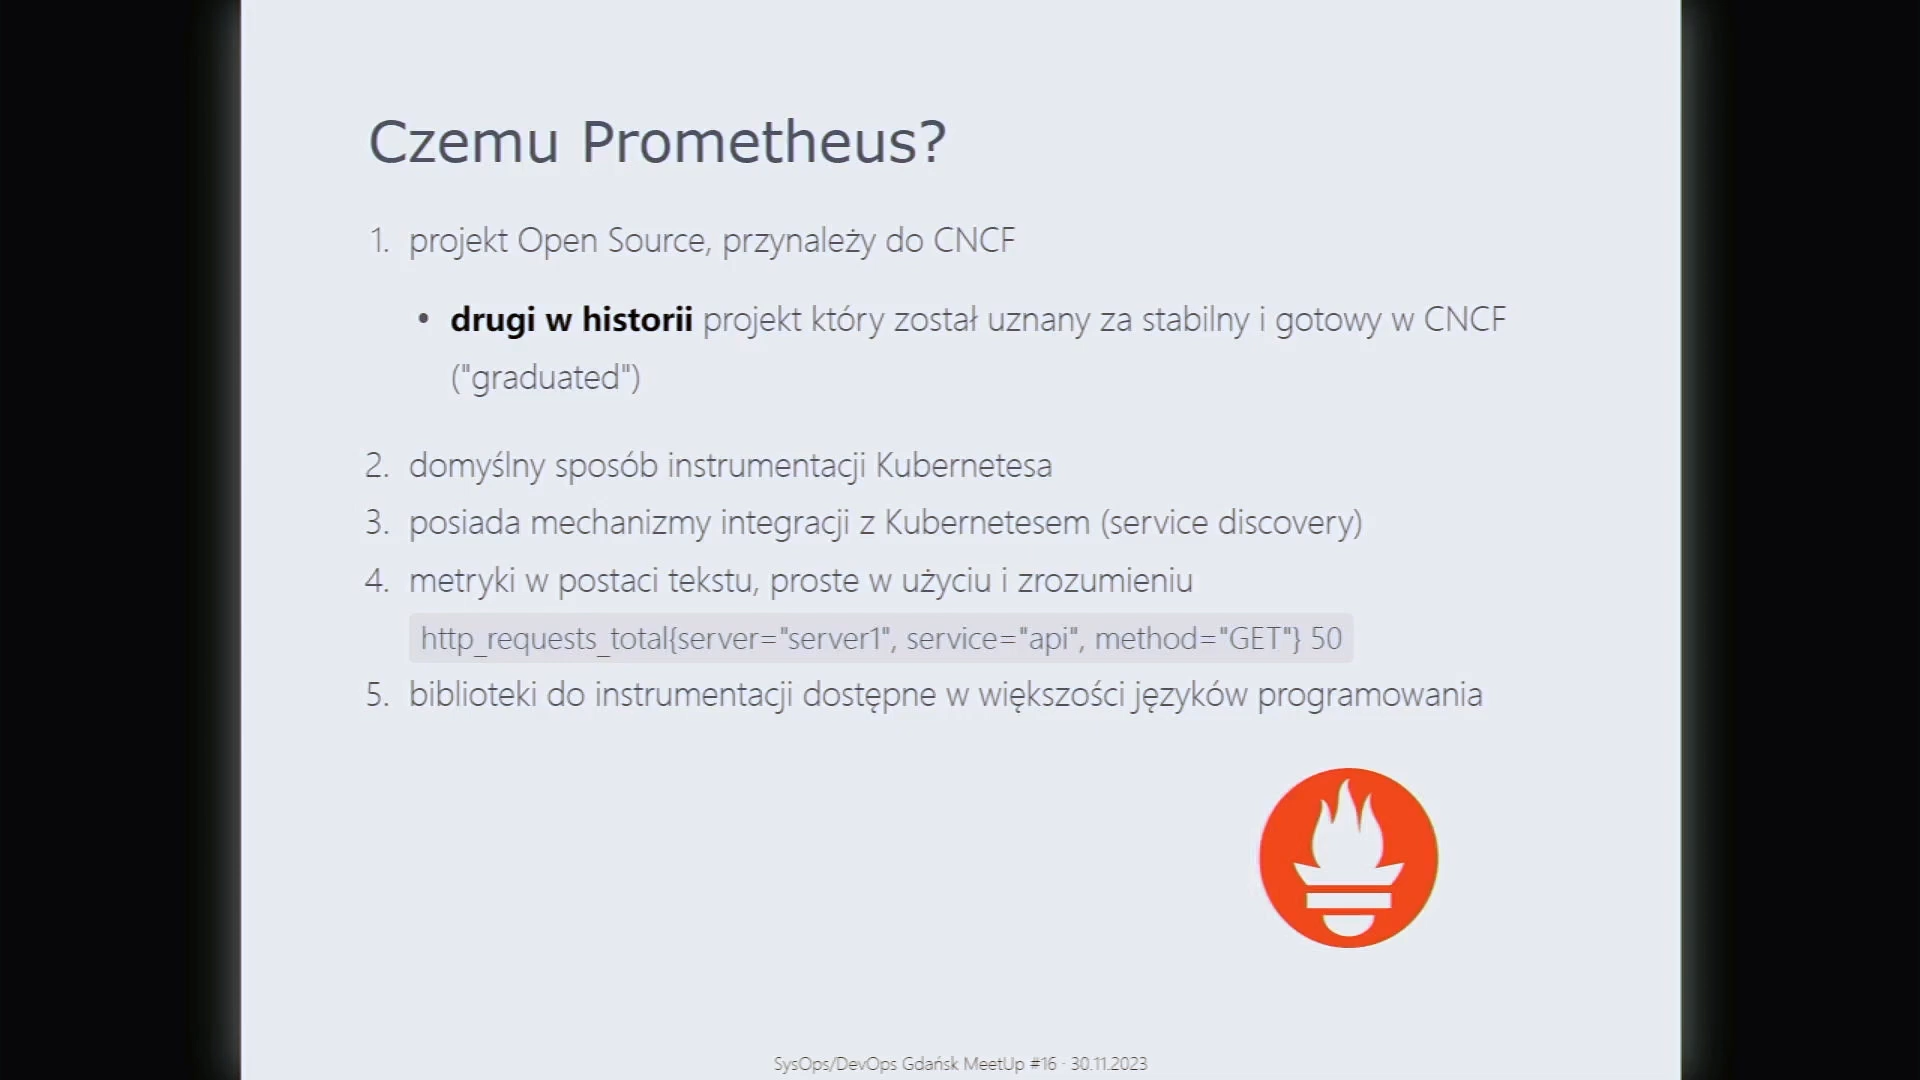 Czemu Prometheus?
1. projekt Open Source, przynależy do CNCF
• drugi w historii projekt który został uznany za stabilny i gotowy w CNCF
("graduated")
2. domyślny sposób instrumentacji Kubernetesa
3. posiada mechanizmy integracji z Kubernetesem (service discovery)
4. metryki w postaci tekstu, proste w użyciu i zrozumieniu
http_requests_total{server="server1", service="api", method="GET"} 50
5. biblioteki do instrumentacji dostępne w większości języków programowania
SysOps/DevOps Gdańsk MeetUp #16 · 30.11.2023